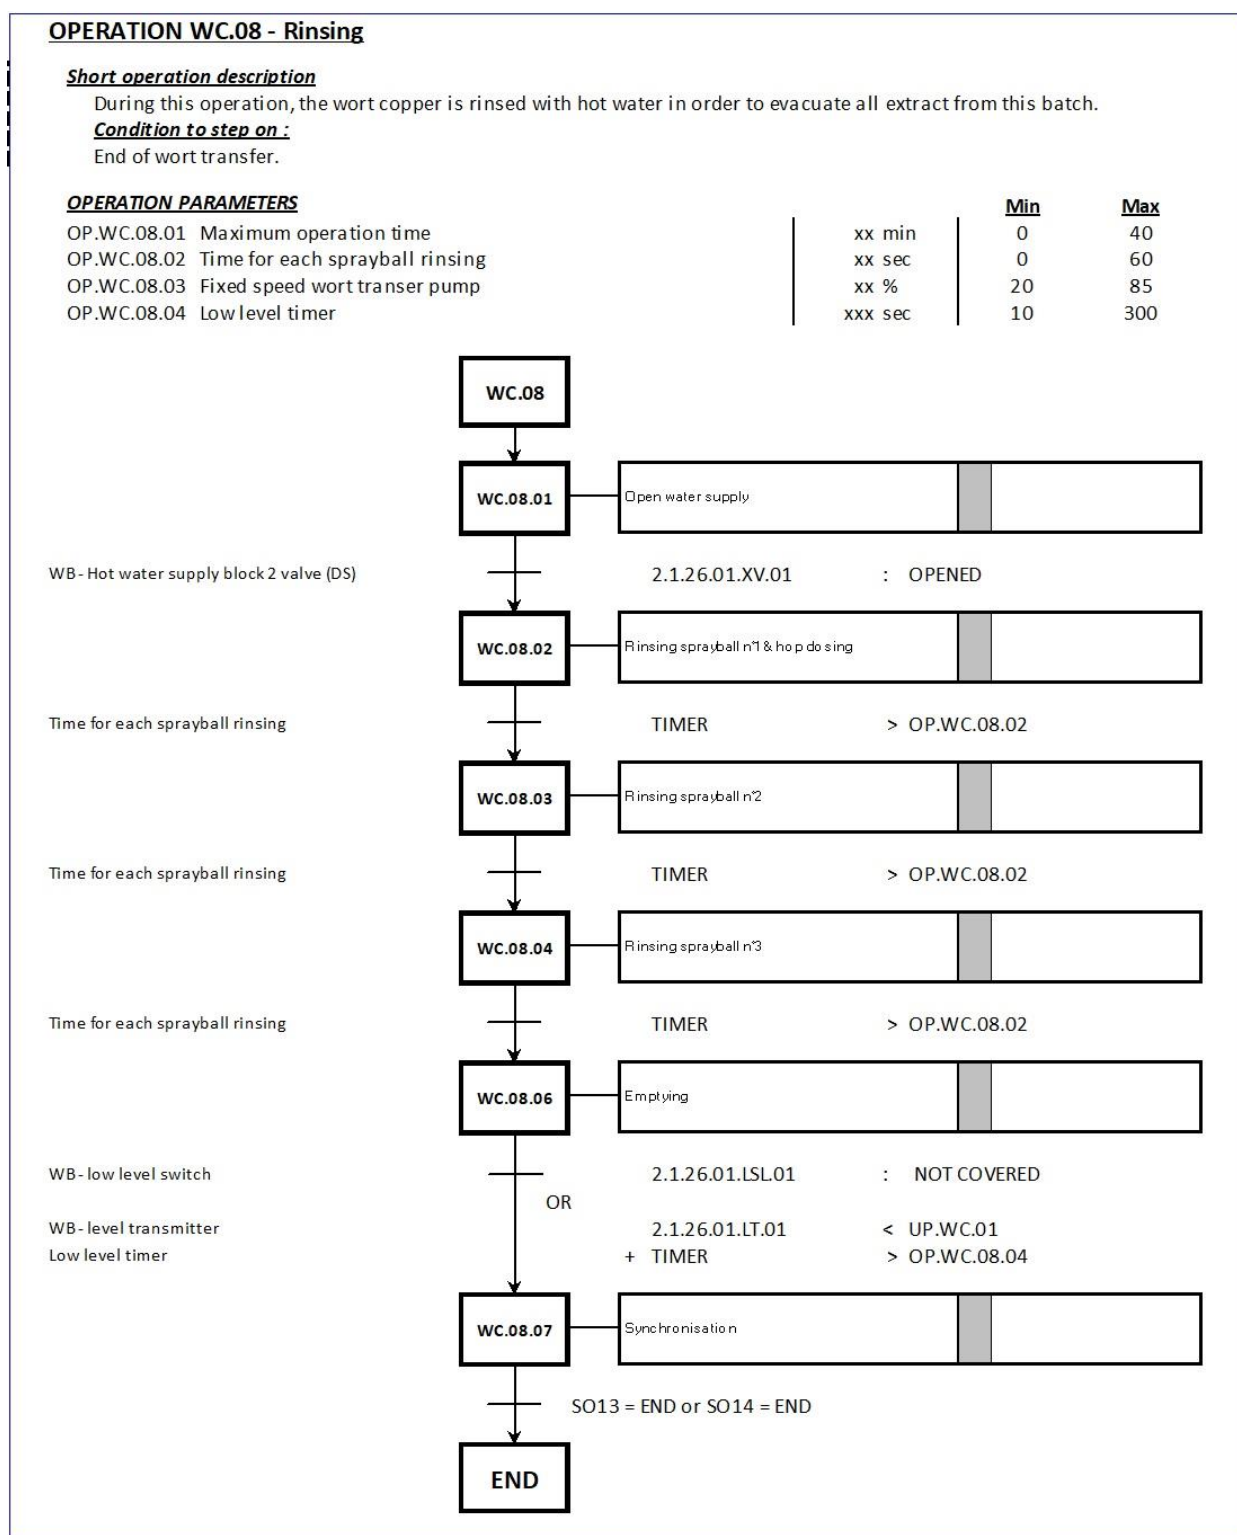 OPERATION WC.08 - Rinsing
Short operation description
During this operation, the wort copper is rinsed with hot water in order to evacuate all extract from this batch.
Condition to step on :
End of wort transfer.
OPERATION PARAMETERS Min Max
OP.WC.08.01 Maximum operation time xx min 0 40
OP.WC.08.02 Time for each sprayball rinsing xx sec 0 60
OP.WC.08.03 Fixed speed wort transer pump xx % 20 85
OP.WC.08.04 Low level timer xxx sec 10 300
WC.08
WC.08.01 Open water supply
WB- Hot water supply block 2 valve (DS) 2.1.26.01.XV.01 : OPENED
WC.08.02 Rinsing sprayball n°1 & hop dosing
Time for each sprayball rinsing TIMER > OP.WC.08.02
WC.08.03 Rinsing sprayball n°2
Time for each sprayball rinsing TIMER > OP.WC.08.02
WC.08.04 Rinsing sprayball n°3
Time for each sprayball rinsing TIMER > OP.WC.08.02
WC.08.06 Emptying
WB- low level switch 2.1.26.01.LSL.01 : NOT COVERED
OR
WB- level transmitter 2.1.26.01.LT.01 < UP.WC.01
Low level timer + TIMER > OP.WC.08.04
WC.08.07 Synchronisation
SO13 = END or SO14 = END
END